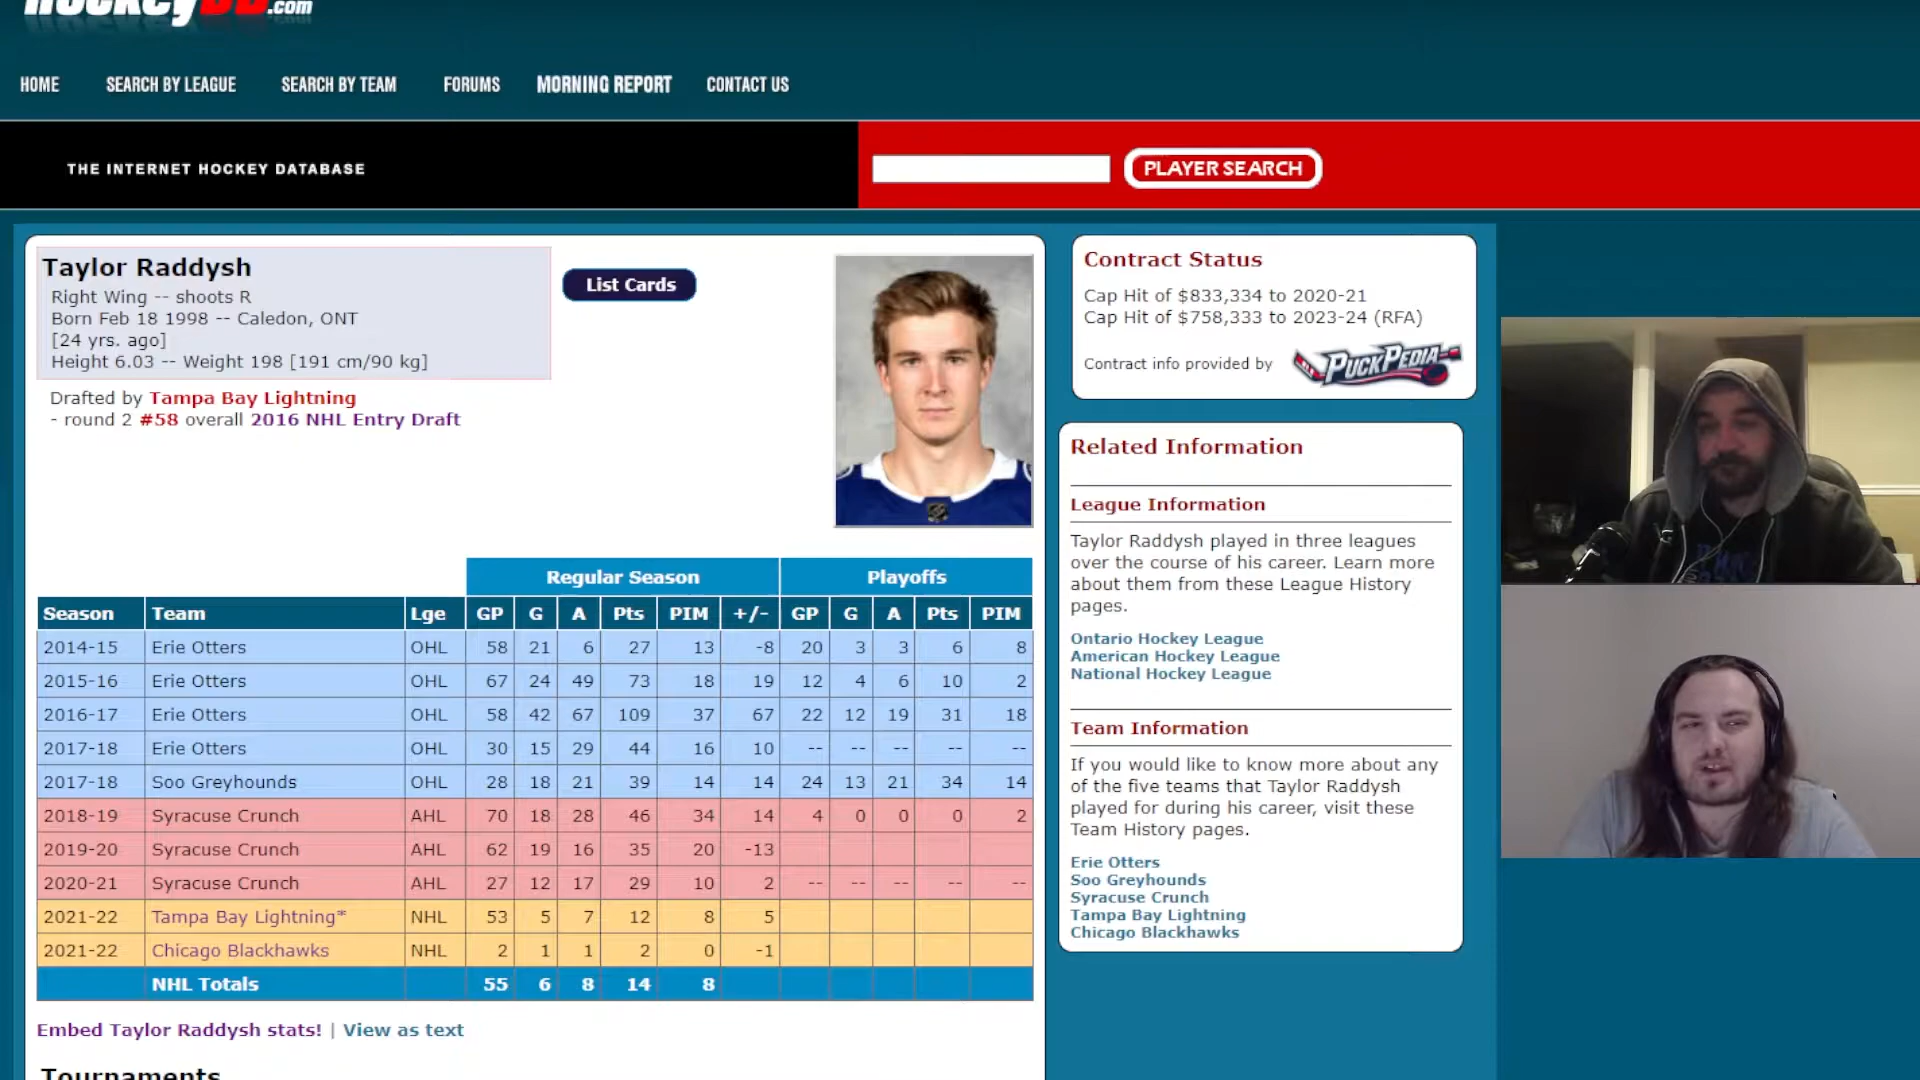 hockeyDB.com
HOME SEARCH BY LEAGUE SEARCH BY TEAM FORUMS MORNING REPORT CONTACT US
THE INTERNET HOCKEY DATABASE
PLAYER SEARCH
Taylor Raddysh
Right Wing -- shoots R
Born Feb 18 1998 -- Caledon, ONT
[24 yrs. ago]
Height 6.03 -- Weight 198 [191 cm/90 kg]
List Cards
Drafted by Tampa Bay Lightning
- round 2 #58 overall 2016 NHL Entry Draft
Regular Season Playoffs
Season Team Lge GP G A Pts PIM +/- GP G A Pts PIM
2014-15 Erie Otters OHL 58 21 6 27 13 -8 20 3 3 6 8
2015-16 Erie Otters OHL 67 24 49 73 18 19 12 4 6 10 2
2016-17 Erie Otters OHL 58 42 67 109 37 67 22 12 19 31 18
2017-18 Erie Otters OHL 30 15 29 44 16 10 -- -- -- -- --
2017-18 Soo Greyhounds OHL 28 18 21 39 14 14 24 13 21 34 14
2018-19 Syracuse Crunch AHL 70 18 28 46 34 14 4 0 0 0 2
2019-20 Syracuse Crunch AHL 62 19 16 35 20 -13
2020-21 Syracuse Crunch AHL 27 12 17 29 10 2 -- -- -- -- --
2021-22 Tampa Bay Lightning* NHL 53 5 7 12 8 5
2021-22 Chicago Blackhawks NHL 2 1 1 2 0 -1
NHL Totals 55 6 8 14 8
Embed Taylor Raddysh stats! | View as text
Tournaments
Contract Status
Cap Hit of $833,334 to 2020-21
Cap Hit of $758,333 to 2023-24 (RFA)
Contract info provided by PUCKPEDIA
Related Information
League Information
Taylor Raddysh played in three leagues
over the course of his career. Learn more
about them from these League History
pages.
Ontario Hockey League
American Hockey League
National Hockey League
Team Information
If you would like to know more about any
of the five teams that Taylor Raddysh
played for during his career, visit these
Team History pages.
Erie Otters
Soo Greyhounds
Syracuse Crunch
Tampa Bay Lightning
Chicago Blackhawks